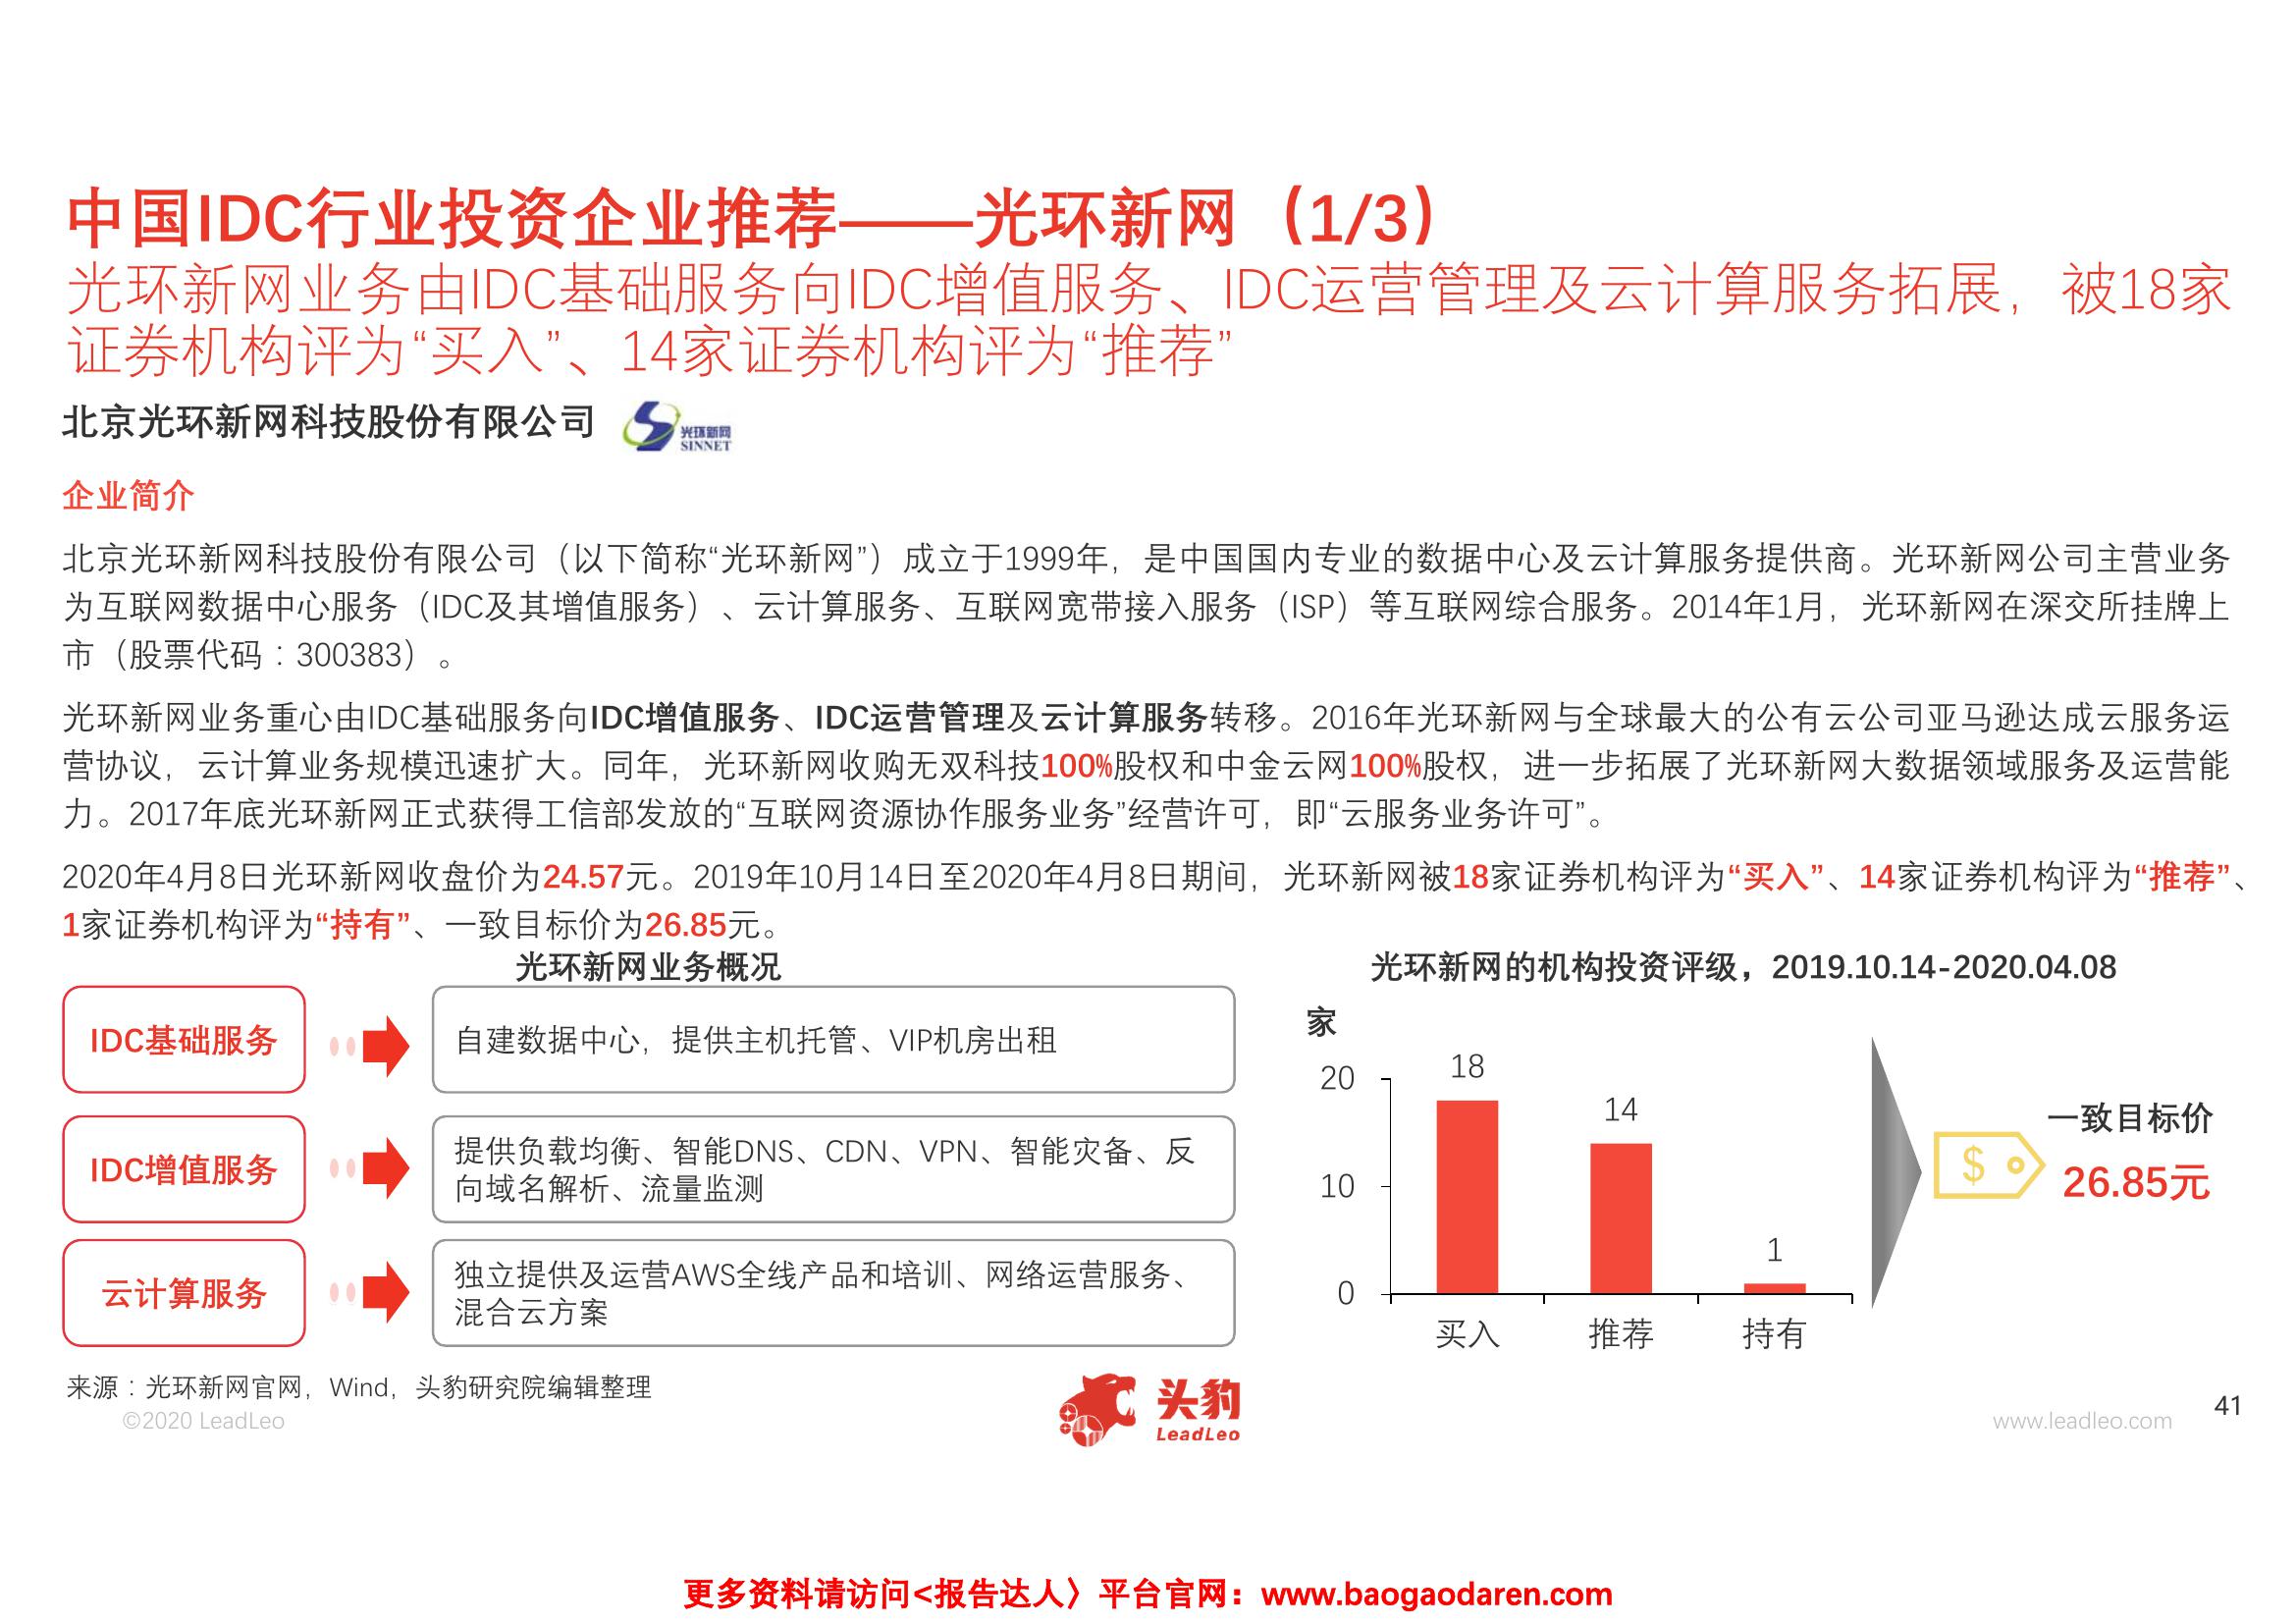 中国IDC行业投资企业推荐——光环新网（1/3）
光环新网业务由IDC基础服务向IDC增值服务、IDC运营管理及云计算服务拓展，被18家
证券机构评为“买入”、14家证券机构评为“推荐”
北京光环新网科技股份有限公司
光环新网
SINNET
企业简介
北京光环新网科技股份有限公司（以下简称“光环新网”）成立于1999年，是中国国内专业的数据中心及云计算服务提供商。光环新网公司主营业务
为互联网数据中心服务（IDC及其增值服务）、云计算服务、互联网宽带接入服务（ISP）等互联网综合服务。2014年1月，光环新网在深交所挂牌上
市（股票代码：300383）。
光环新网业务重心由IDC基础服务向IDC增值服务、IDC运营管理及云计算服务转移。2016年光环新网与全球最大的公有云公司亚马逊达成云服务运
营协议，云计算业务规模迅速扩大。同年，光环新网收购无双科技100%股权和中金云网100%股权，进一步拓展了光环新网大数据领域服务及运营能
力。2017年底光环新网正式获得工信部发放的“互联网资源协作服务业务”经营许可，即“云服务业务许可”。
2020年4月8日光环新网收盘价为24.57元。2019年10月14日至2020年4月8日期间，光环新网被18家证券机构评为“买入”、14家证券机构评为“推荐”、
1家证券机构评为“持有”、一致目标价为26.85元。
光环新网业务概况
IDC基础服务
自建数据中心，提供主机托管、VIP机房出租
IDC增值服务
提供负载均衡、智能DNS、CDN、VPN、智能灾备、反
向域名解析、流量监测
云计算服务
独立提供及运营AWS全线产品和培训、网络运营服务、
混合云方案
光环新网的机构投资评级，2019.10.14-2020.04.08
家
20
10
0
18
14
1
买入
推荐
持有
$
一致目标价
26.85元
来源：光环新网官网，Wind，头豹研究院编辑整理
©2020 LeadLeo
头豹
LeadLeo
www.leadleo.com
41
更多资料请访问<报告达人〉平台官网：www.baogaodaren.com